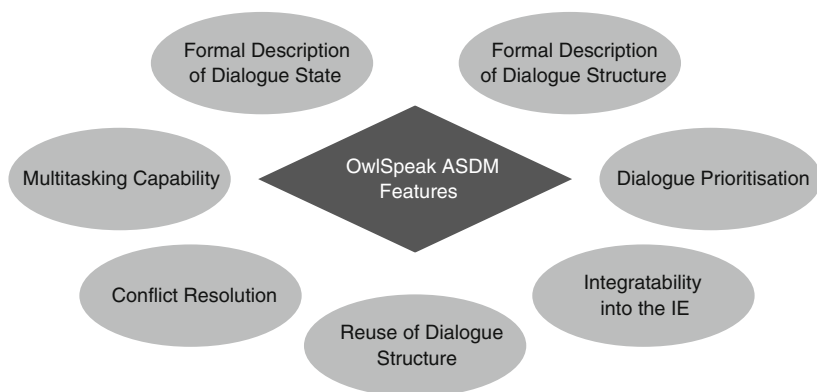 Formal Description
of Dialogue State
Formal Description
of Dialogue Structure
OwlSpeak ASDM
Features
Multitasking Capability
Dialogue Prioritisation
Conflict Resolution
Integratability
into the IE
Reuse of Dialogue
Structure